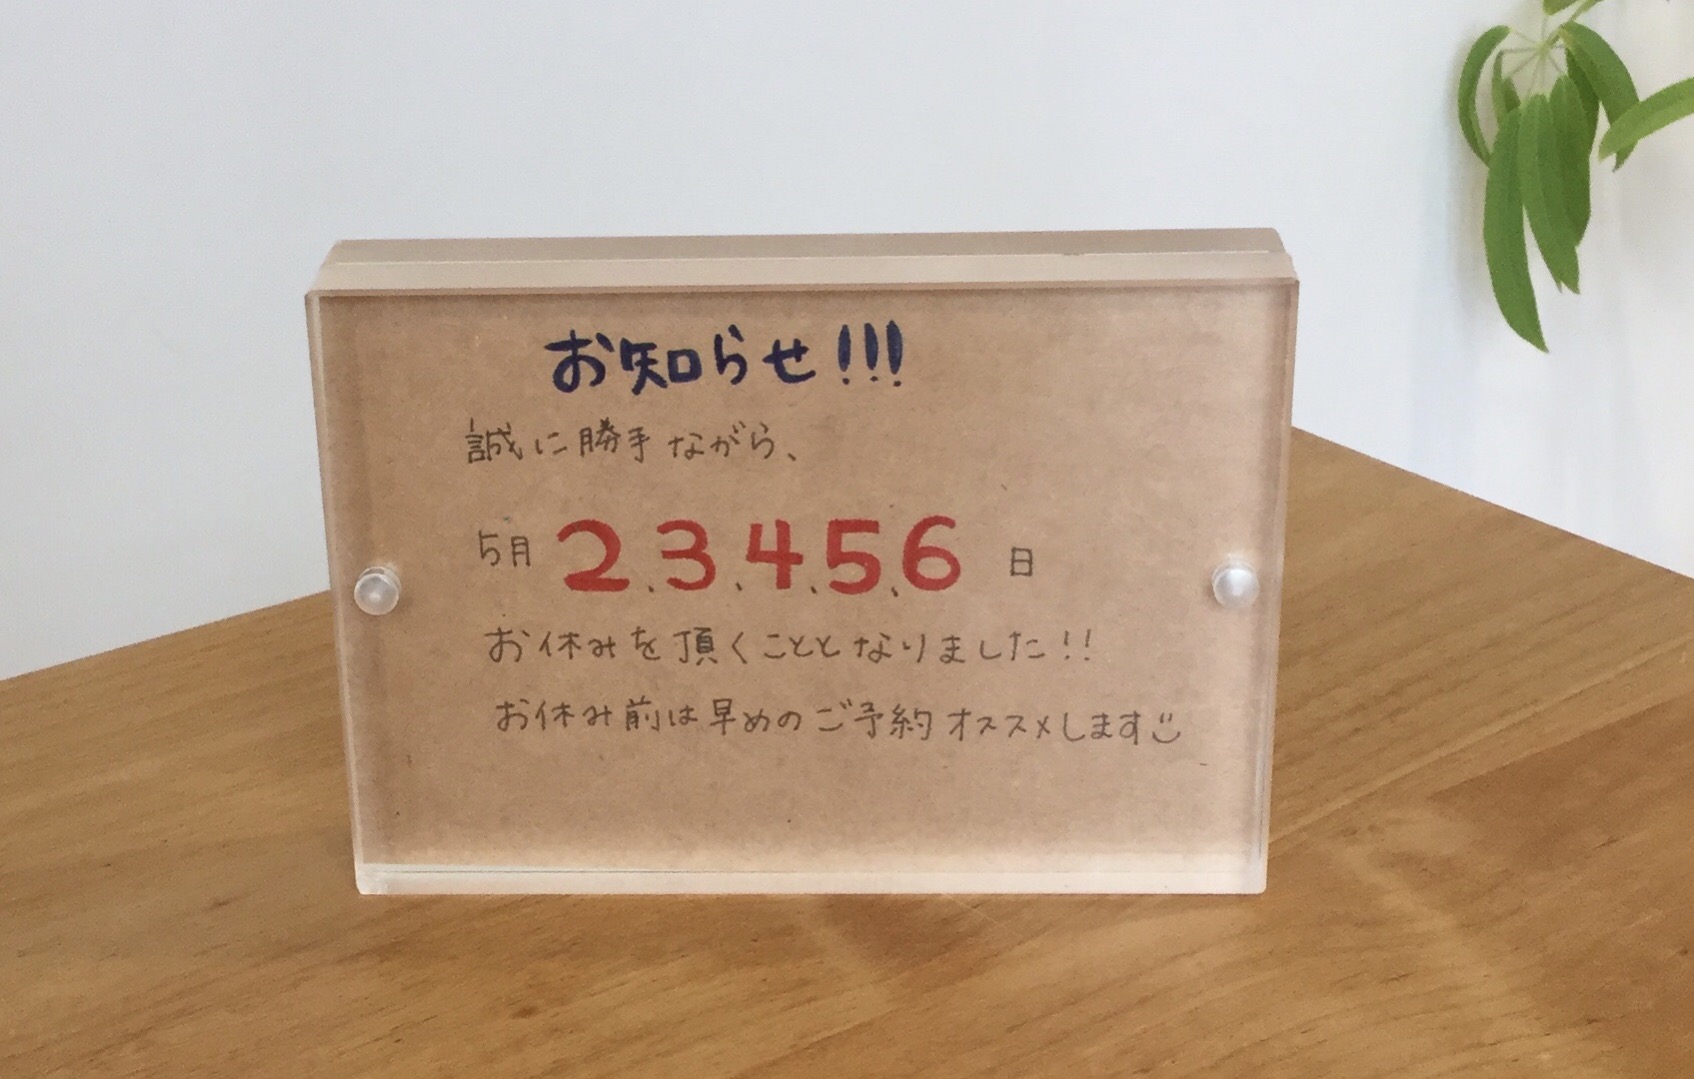 お知らせ!!!
誠に勝手ながら、
5月 2、3、4、5、6 日
お休みを頂くこととなりました!!
お休み前は早めのご予約オススメします